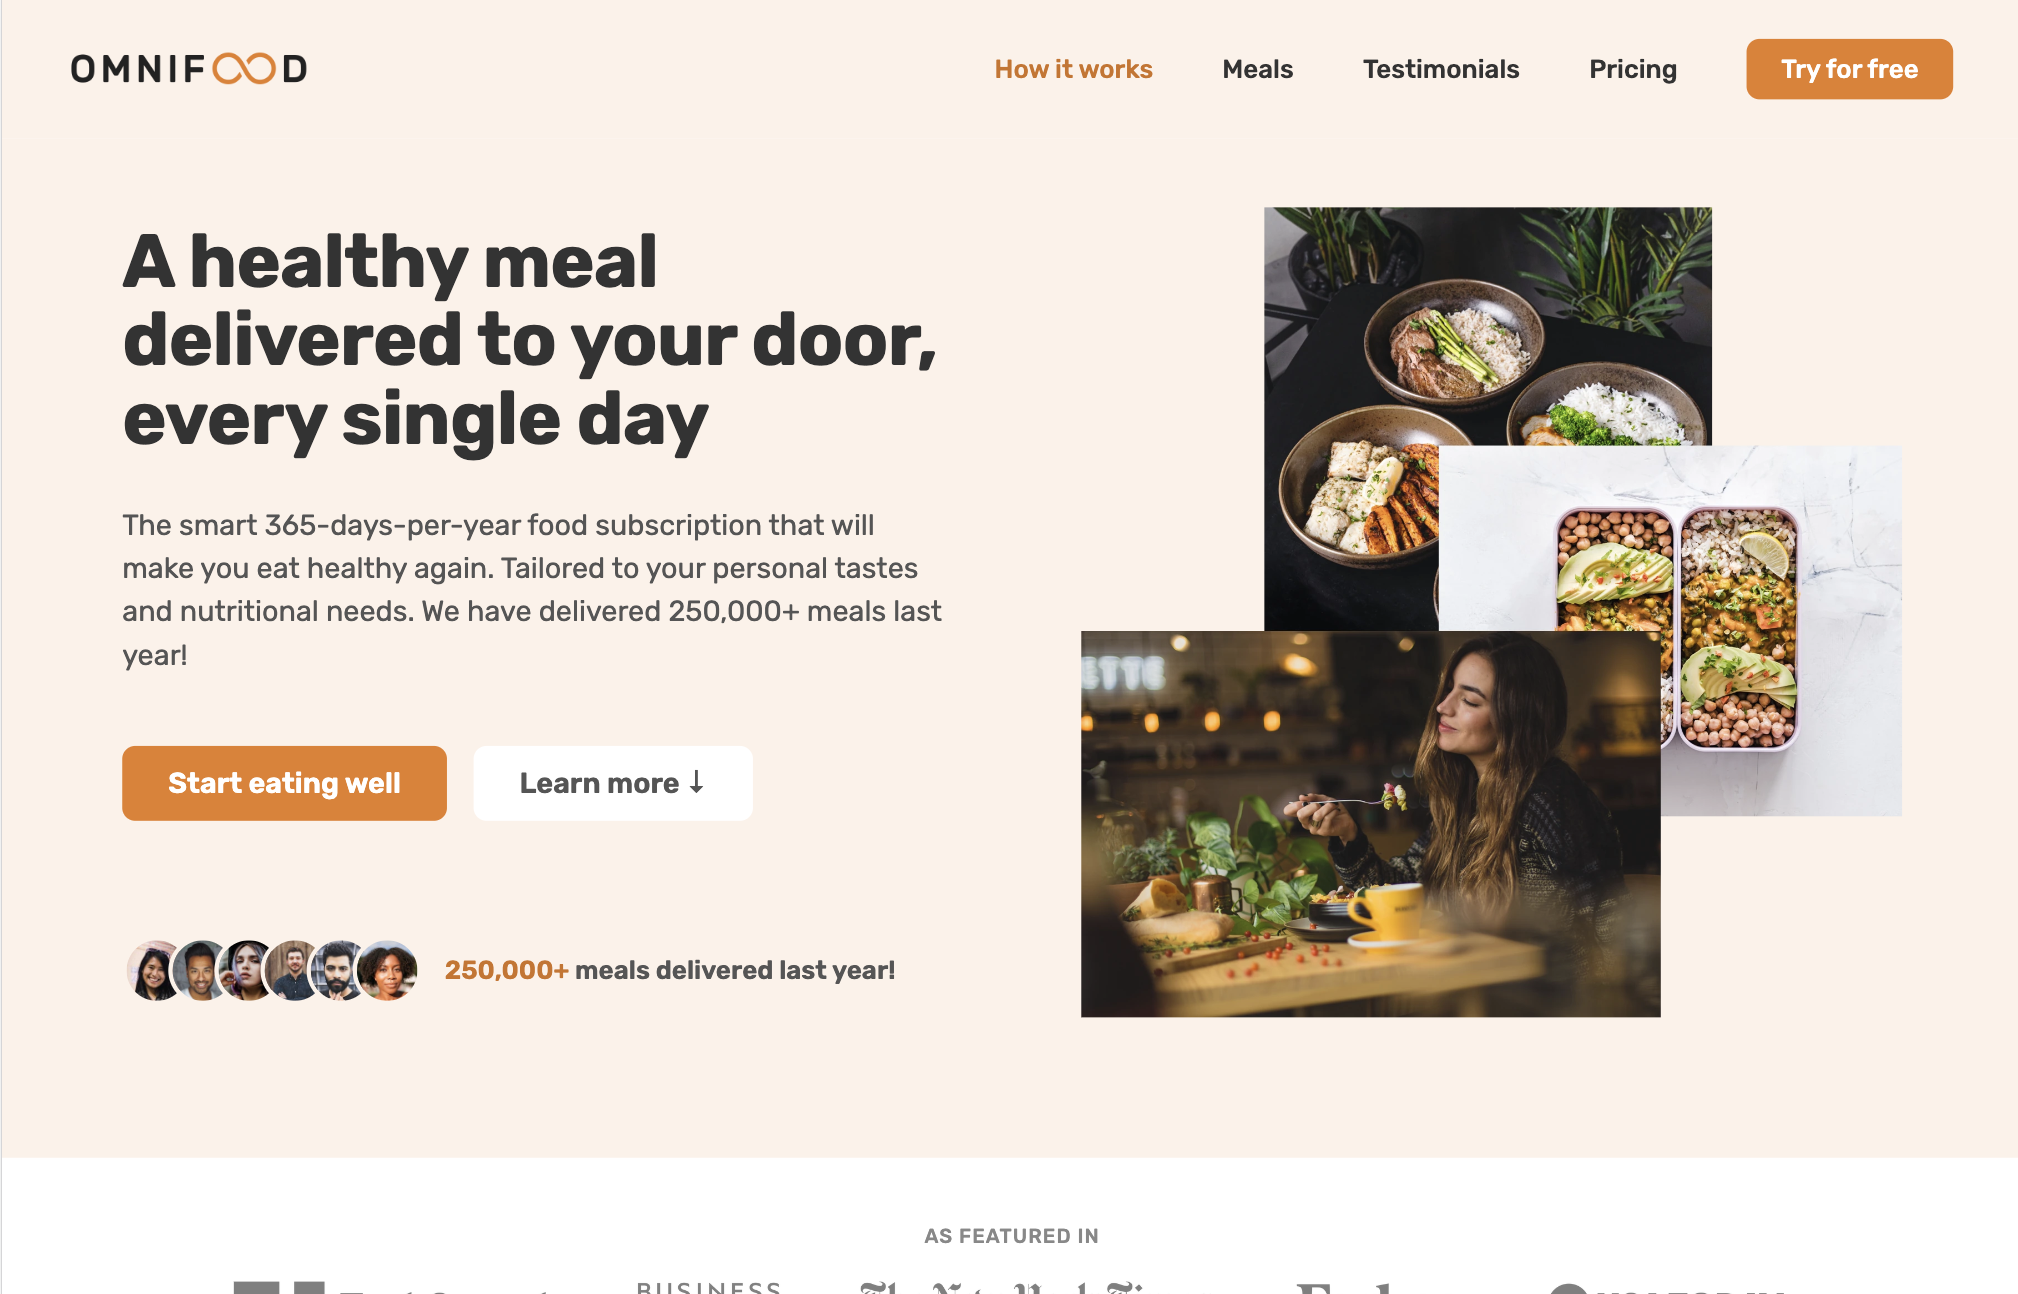 OMNIFOOD
How it works
Meals
Testimonials
Pricing
Try for free
A healthy meal
delivered to your door,
every single day
The smart 365-days-per-year food subscription that will
make you eat healthy again. Tailored to your personal tastes
and nutritional needs. We have delivered 250,000+ meals last
year!
Start eating well
Learn more ↓
250,000+ meals delivered last year!
ETTE
AS FEATURED IN
BUSINESS